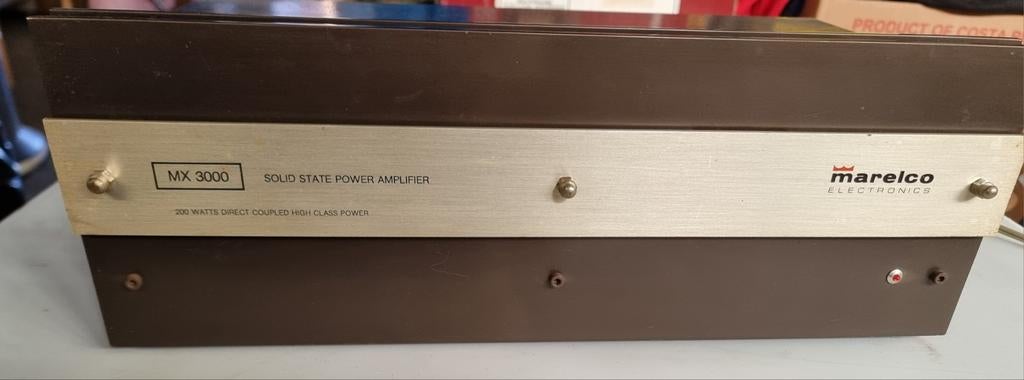 PRODUCT OF COSTA R
MX 3000
SOLID STATE POWER AMPLIFIER
200 WATTS DIRECT COUPLED HIGH CLASS POWER
marelco
ELECTRONICS